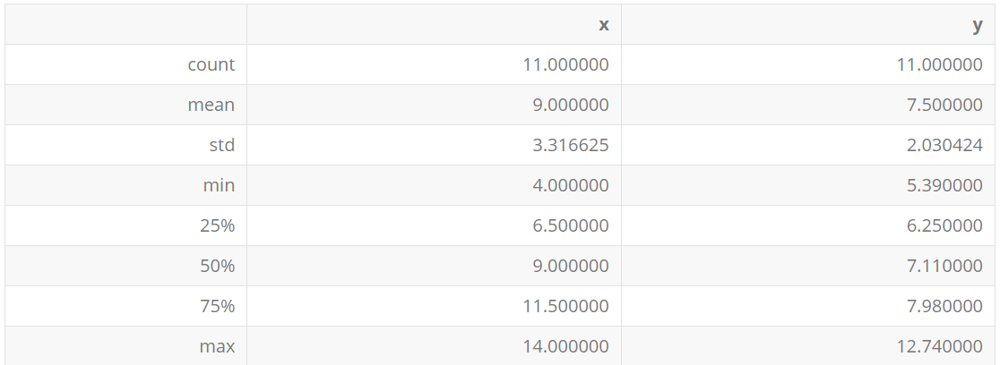 x y
count 11.000000 11.000000
mean 9.000000 7.500000
std 3.316625 2.030424
min 4.000000 5.390000
25% 6.500000 6.250000
50% 9.000000 7.110000
75% 11.500000 7.980000
max 14.000000 12.740000